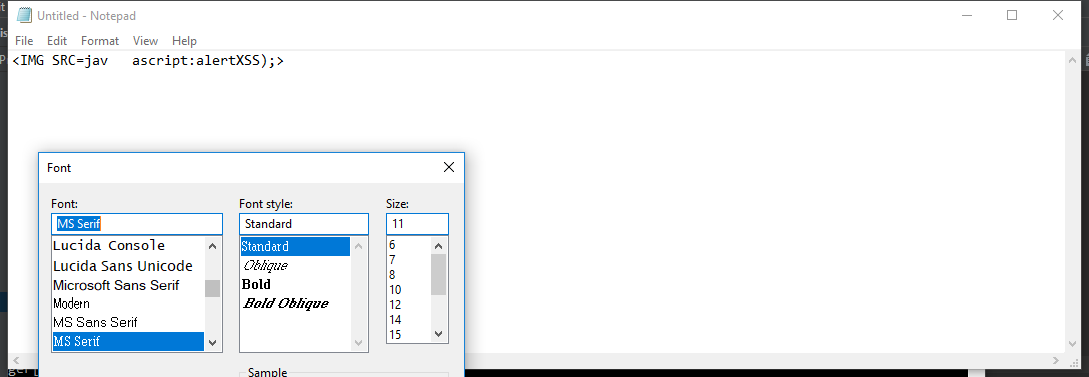 Untitled - Notepad
File Edit Format View Help
<IMG SRC=jav   ascript:alertXSS);>
Font
Font: Font style: Size:
MS Serif Standard 11
Lucida Console Standard 6
Lucida Sans Unicode Oblique 7
Microsoft Sans Serif Bold 8
Modern Bold Oblique 10
MS Sans Serif 12
MS Serif 14
15
Sample